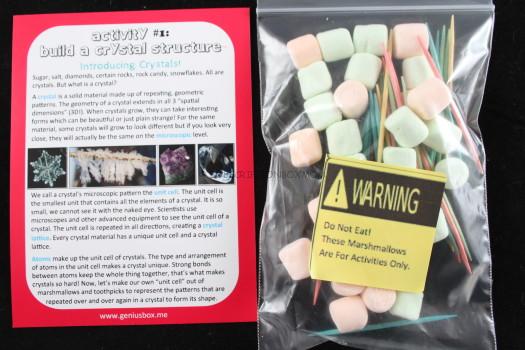 activity #1:
build a crystal structure
Introducing Crystals!
Sugar, salt, diamonds, certain rocks, rock candy, snowflakes. All are
crystals. But what is a crystal?
A crystal is a solid material made up of repeating, geometric
patterns. The geometry of a crystal extends in all 3 "spatial
dimensions" (3D!). When crystals grow, they can take interesting
forms which can be beautiful or just plain strange! For the same
material, some crystals will grow to look different but if you look very
close, they will actually be the same on the microscopic level.
We call a crystal's microscopic pattern the unit cell. The unit cell is
the smallest unit that contains all the elements of a crystal. It is so
small, we cannot see it with the naked eye. Scientists use
microscopes and other advanced equipment to see the unit cell of a
crystal. The unit cell is repeated in all directions, creating a crystal
lattice. Every crystal material has a unique unit cell and a crystal
lattice.
Atoms make up the unit cell of crystals. The type and arrangement
of atoms in the unit cell makes a crystal unique. Strong bonds
between atoms keep the whole thing together, that's what makes
crystals so hard! Now, let's make our own "unit cell" out of
marshmallows and toothpicks to represent the patterns that are
repeated over and over again in a crystal to form its shape.
www.geniusbox.me
WARNING
Do Not Eat!
These Marshmallows
Are For Activities Only.